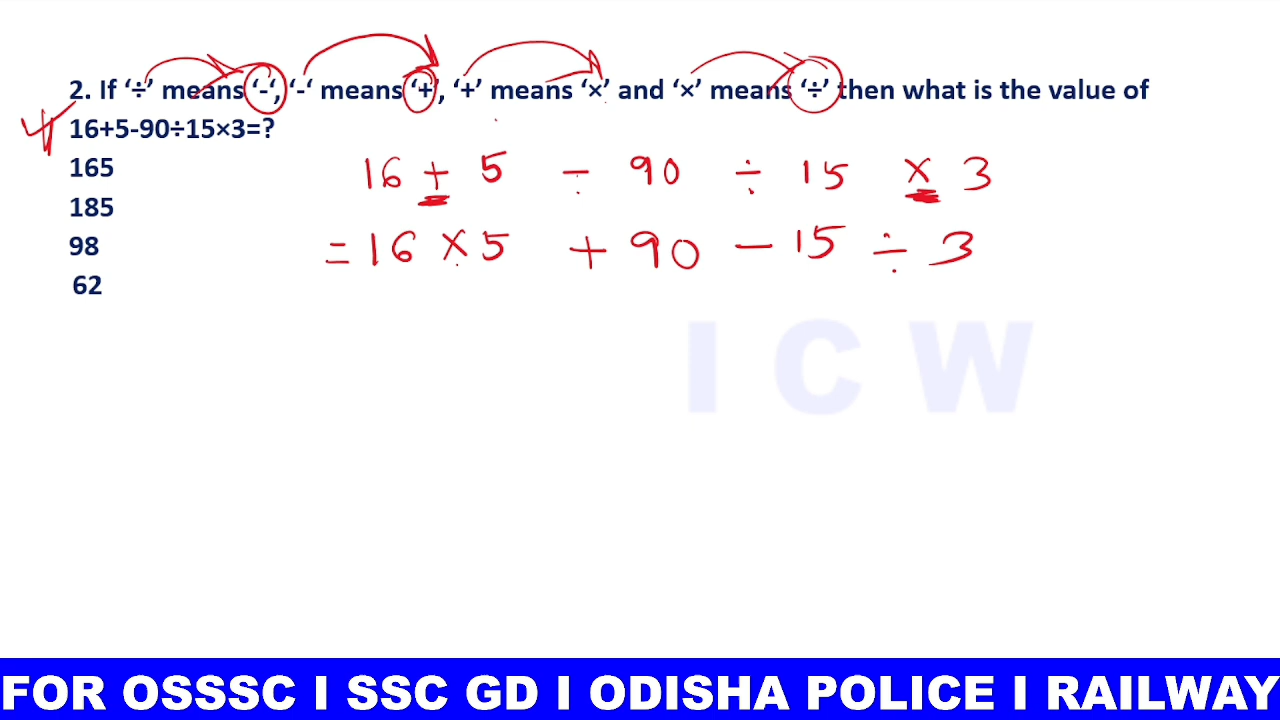 2. If ‘÷’ means ‘-‘, ‘-‘ means ‘+’, ‘+’ means ‘×’ and ‘×’ means ‘÷’ then what is the value of
16+5-90÷15×3=?
165
185
98
62
16 + 5 ÷ 90 ÷ 15 × 3
= 16 × 5 + 90 − 15 ÷ 3
I C W
FOR OSSSC I SSC GD I ODISHA POLICE I RAILWAY